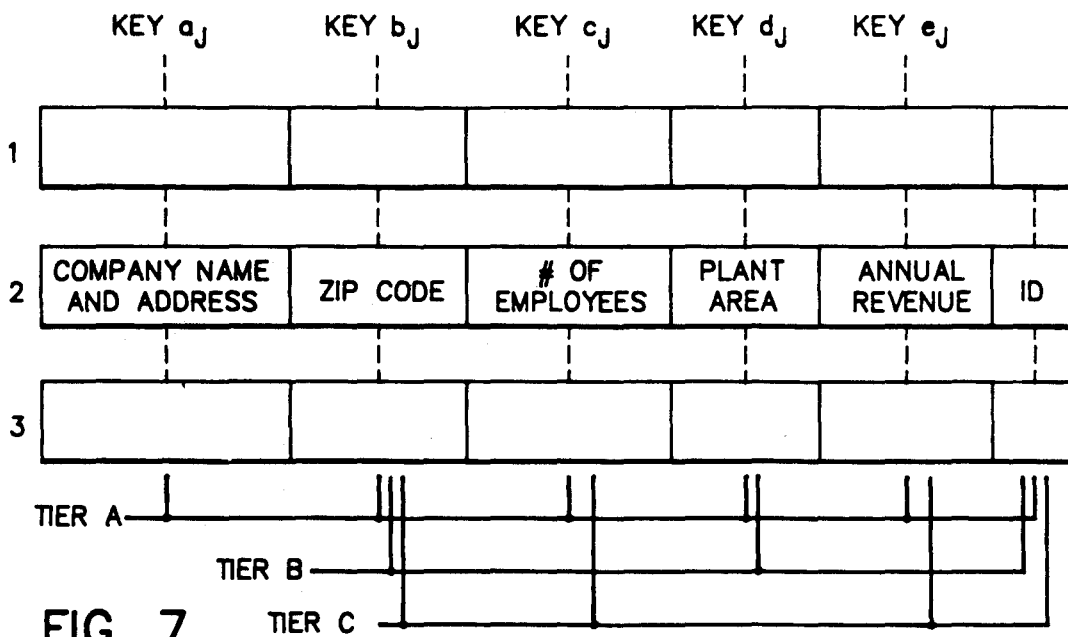 KEY aJ KEY bJ KEY cJ KEY dJ KEY eJ
1
2 COMPANY NAME AND ADDRESS ZIP CODE # OF EMPLOYEES PLANT AREA ANNUAL REVENUE ID
3
TIER A
TIER B
FIG. 7 TIER C